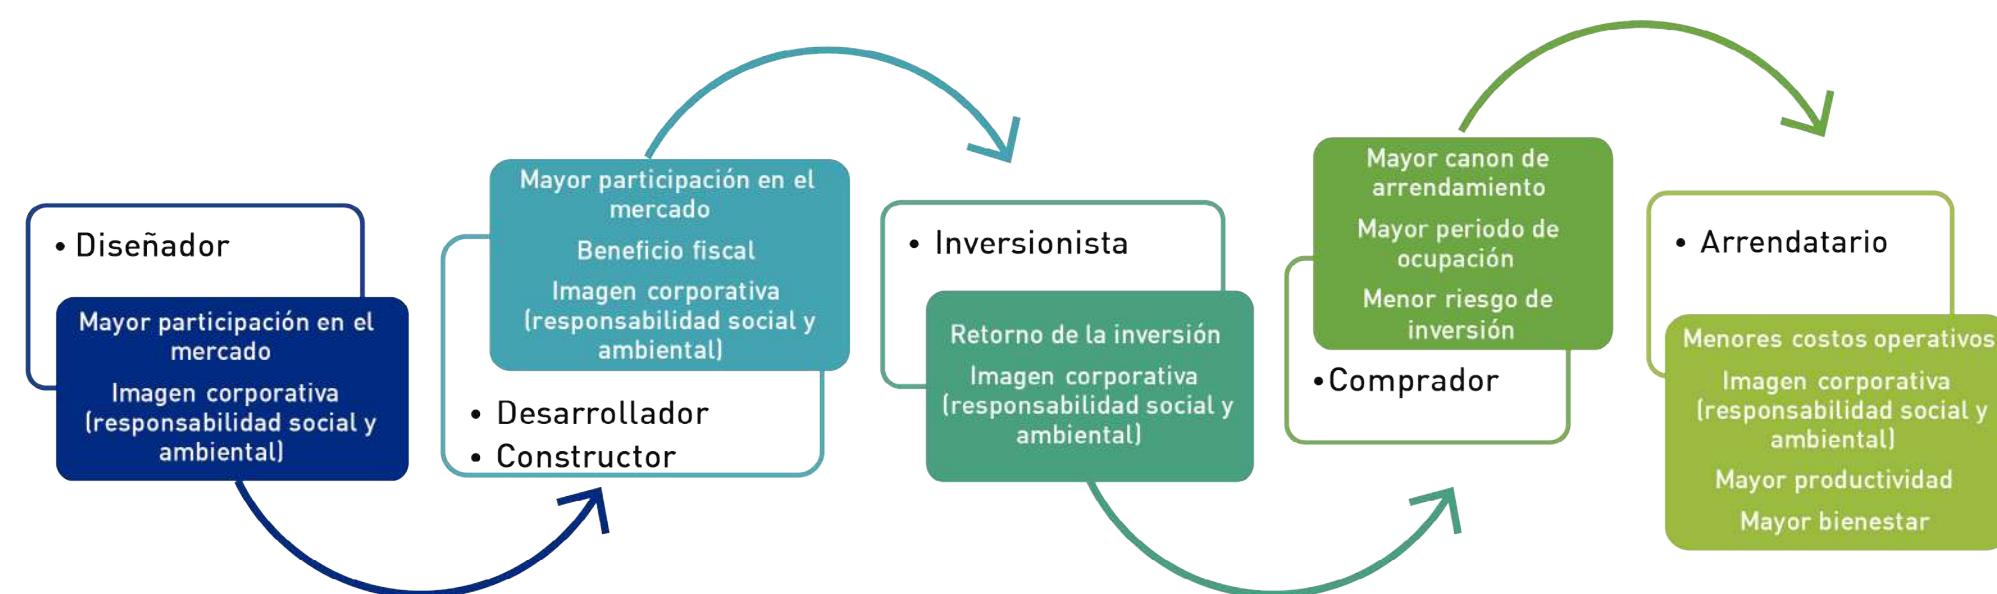 • Diseñador
Mayor participación en el
mercado
Imagen corporativa
(responsabilidad social y
ambiental)
Mayor participación en el
mercado
Beneficio fiscal
Imagen corporativa
(responsabilidad social y
ambiental)
• Desarrollador
• Constructor
• Inversionista
Retorno de la inversión
Imagen corporativa
(responsabilidad social y
ambiental)
Mayor canon de
arrendamiento
Mayor periodo de
ocupación
Menor riesgo de
inversión
•Comprador
• Arrendatario
Menores costos operativos
Imagen corporativa
(responsabilidad social y
ambiental)
Mayor productividad
Mayor bienestar